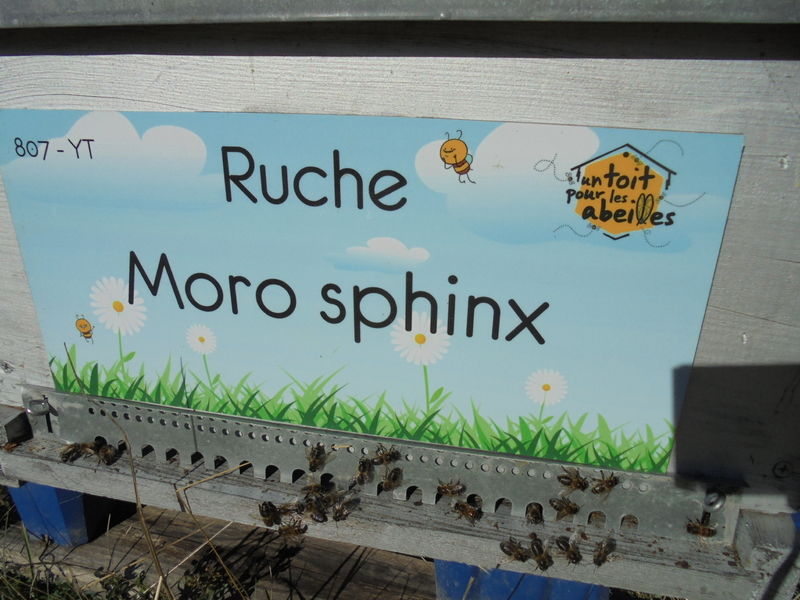 807 - YT
Ruche
un toit
pour les
abeilles
Moro sphinx